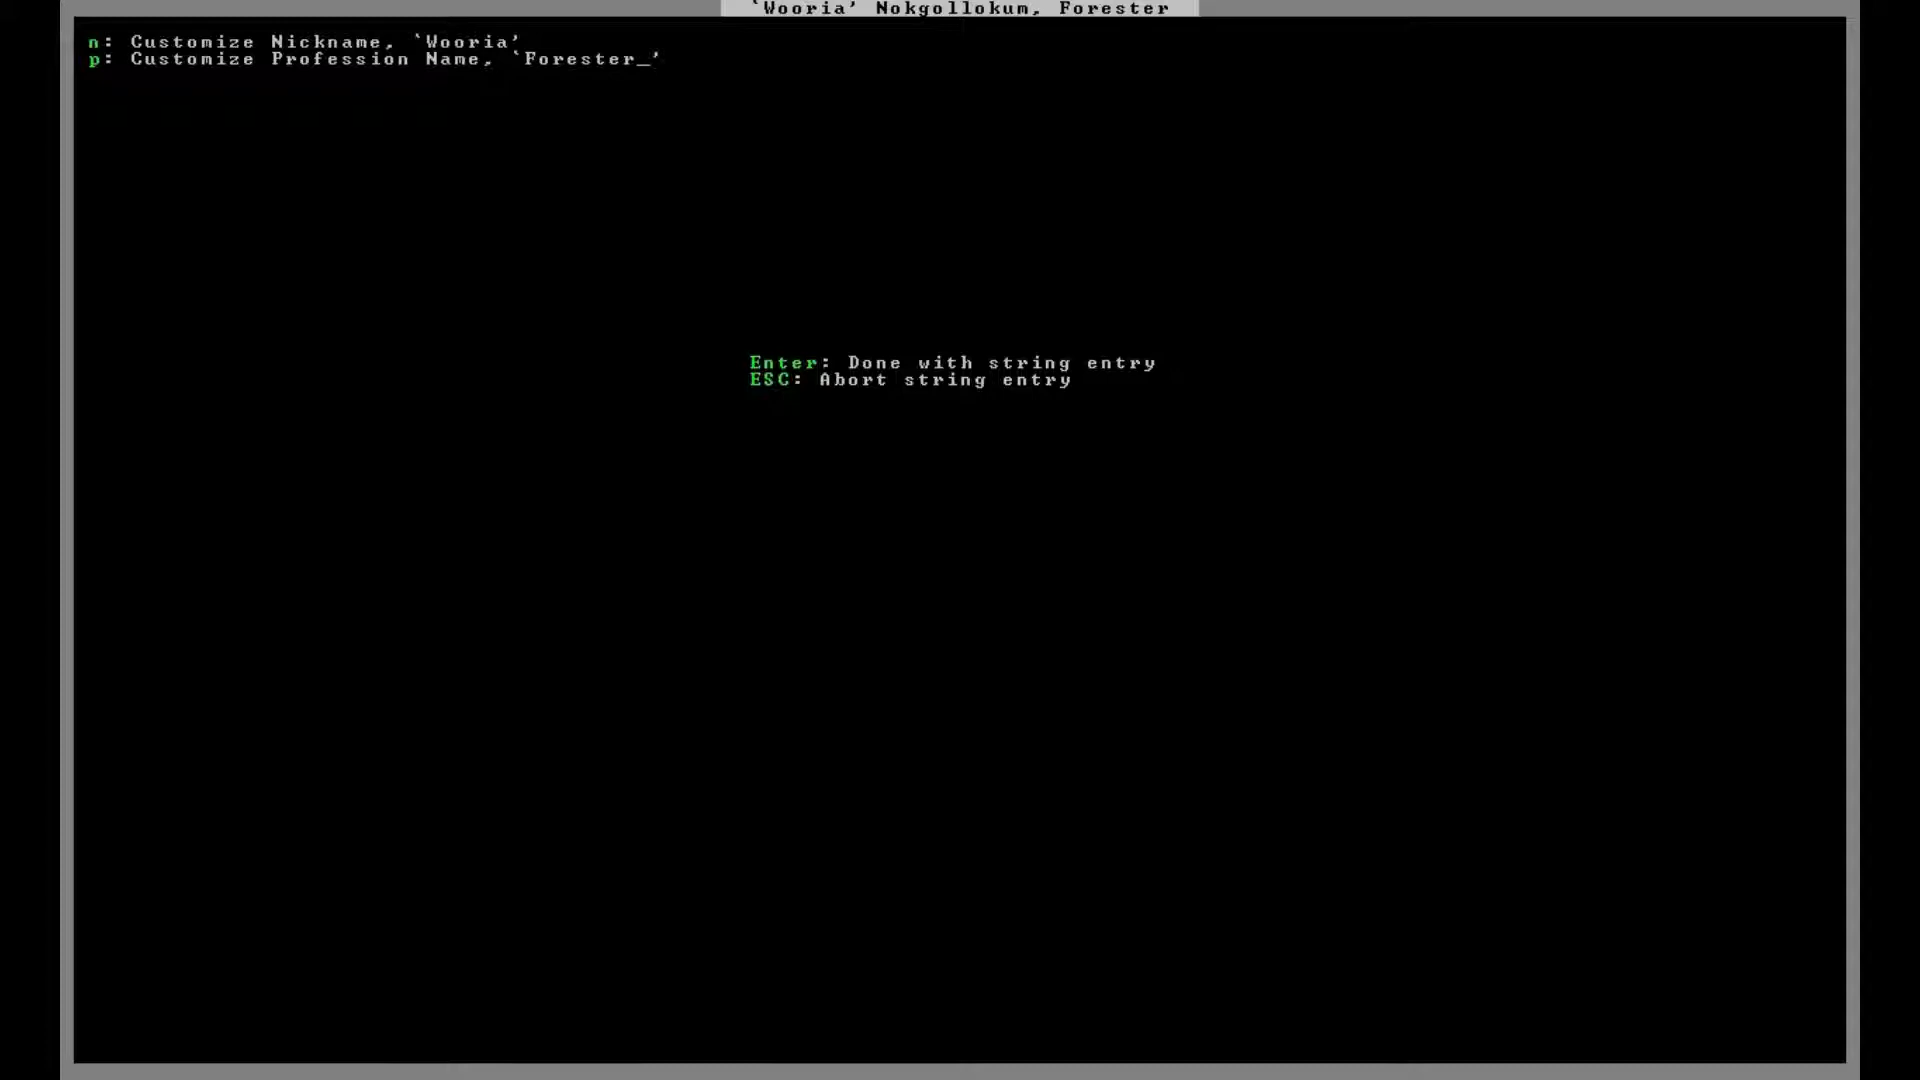 `Wooria’ Nokgollokum, Forester
n: Customize Nickname, `Wooria’
p: Customize Profession Name, `Forester_’
Enter: Done with string entry
ESC: Abort string entry